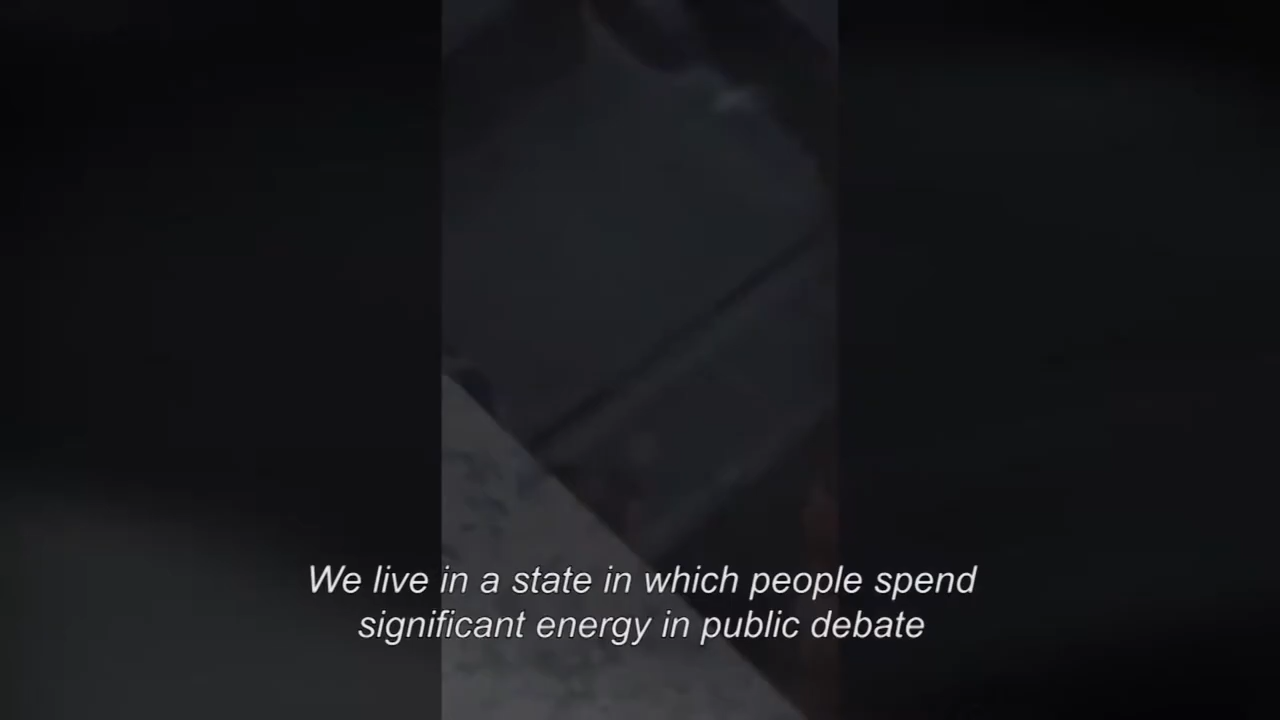 We live in a state in which people spend
significant energy in public debate